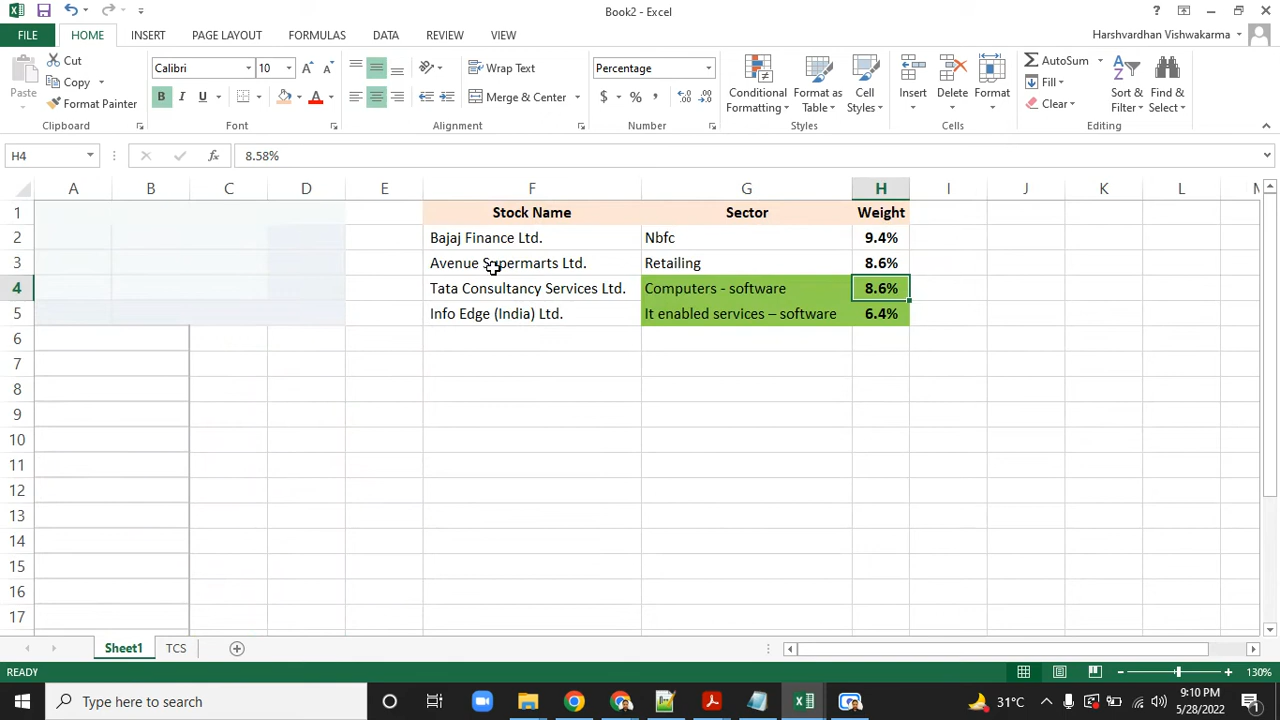 Book2 - Excel
FILE HOME INSERT PAGE LAYOUT FORMULAS DATA REVIEW VIEW
Harshvardhan Vishwakarma
Paste
Cut
Copy
Format Painter
Clipboard
Calibri 10
B I U
Font
Wrap Text
Merge & Center
Alignment
Percentage
$ % ,
Number
Conditional Formatting
Format as Table
Cell Styles
Styles
Insert
Delete
Format
Cells
AutoSum
Fill
Clear
Sort & Filter
Find & Select
Editing
H4 fx 8.58%
A B C D E F G H I J K L M
1 Stock Name Sector Weight
2 Bajaj Finance Ltd. Nbfc 9.4%
3 Avenue Supermarts Ltd. Retailing 8.6%
4 Tata Consultancy Services Ltd. Computers - software 8.6%
5 Info Edge (India) Ltd. It enabled services – software 6.4%
6
7
8
9
10
11
12
13
14
15
16
17
Sheet1 TCS
READY
130%
Type here to search
31°C
9:10 PM
5/28/2022